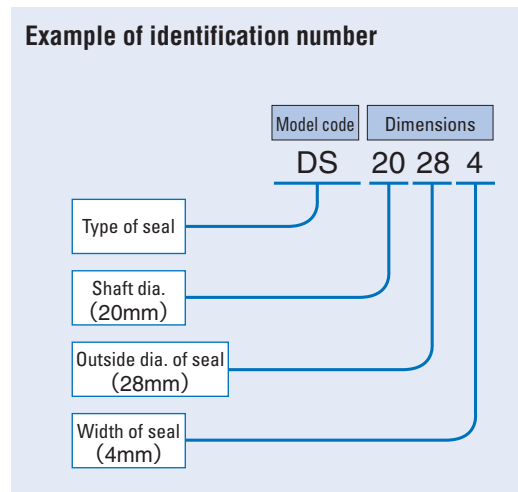 Example of identification number
Model code Dimensions
DS 20 28 4
Type of seal
Shaft dia.
（20mm）
Outside dia. of seal
（28mm）
Width of seal
（4mm）